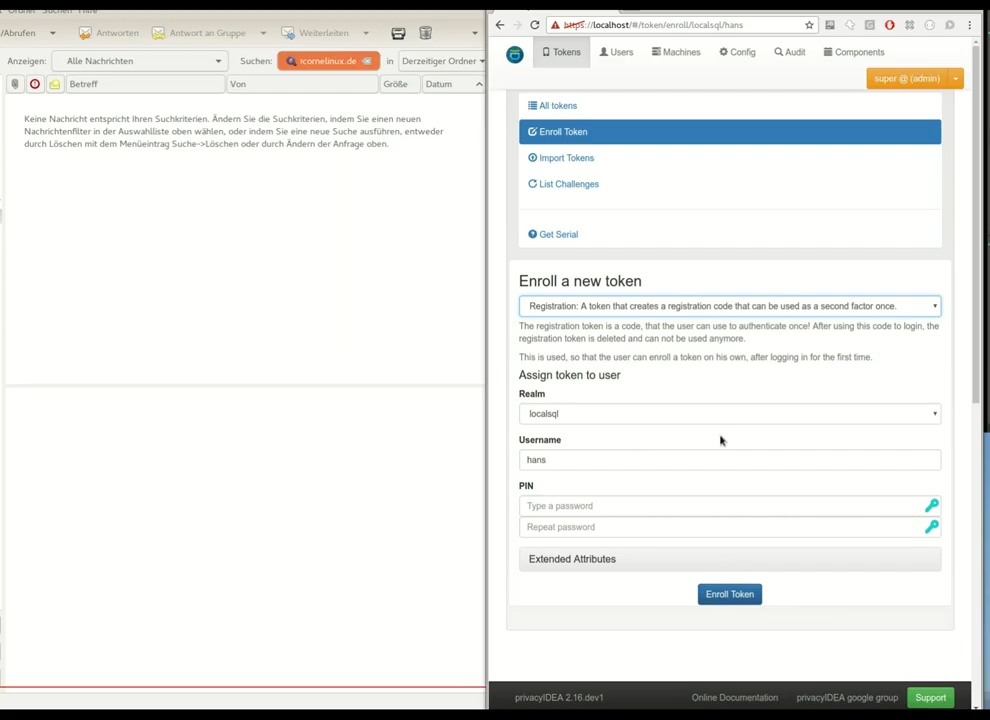 Ordner Suchen Hilfe
/Abrufen
Antworten
Antwort an Gruppe
Weiterleiten
Anzeigen:
Alle Nachrichten
Suchen:
rcornelinux.de
in
Derzeitiger Ordner
Betreff
Von
Größe
Datum
Keine Nachricht entspricht Ihren Suchkriterien. Ändern Sie die Suchkriterien, indem Sie einen neuen
Nachrichtenfilter in der Auswahlliste oben wählen, oder indem Sie eine neue Suche ausführen, entweder
durch Löschen mit dem Menüeintrag Suche->Löschen oder durch Ändern der Anfrage oben.
https://localhost/#/token/enroll/localsql/hans
Tokens
Users
Machines
Config
Audit
Components
super @ (admin)
All tokens
Enroll Token
Import Tokens
List Challenges
Get Serial
Enroll a new token
Registration: A token that creates a registration code that can be used as a second factor once.
The registration token is a code, that the user can use to authenticate once! After using this code to login, the
registration token is deleted and can not be used anymore.
This is used, so that the user can enroll a token on his own, after logging in for the first time.
Assign token to user
Realm
localsql
Username
hans
PIN
Type a password
Repeat password
Extended Attributes
Enroll Token
privacyIDEA 2.16.dev1
Online Documentation
privacyIDEA google group
Support